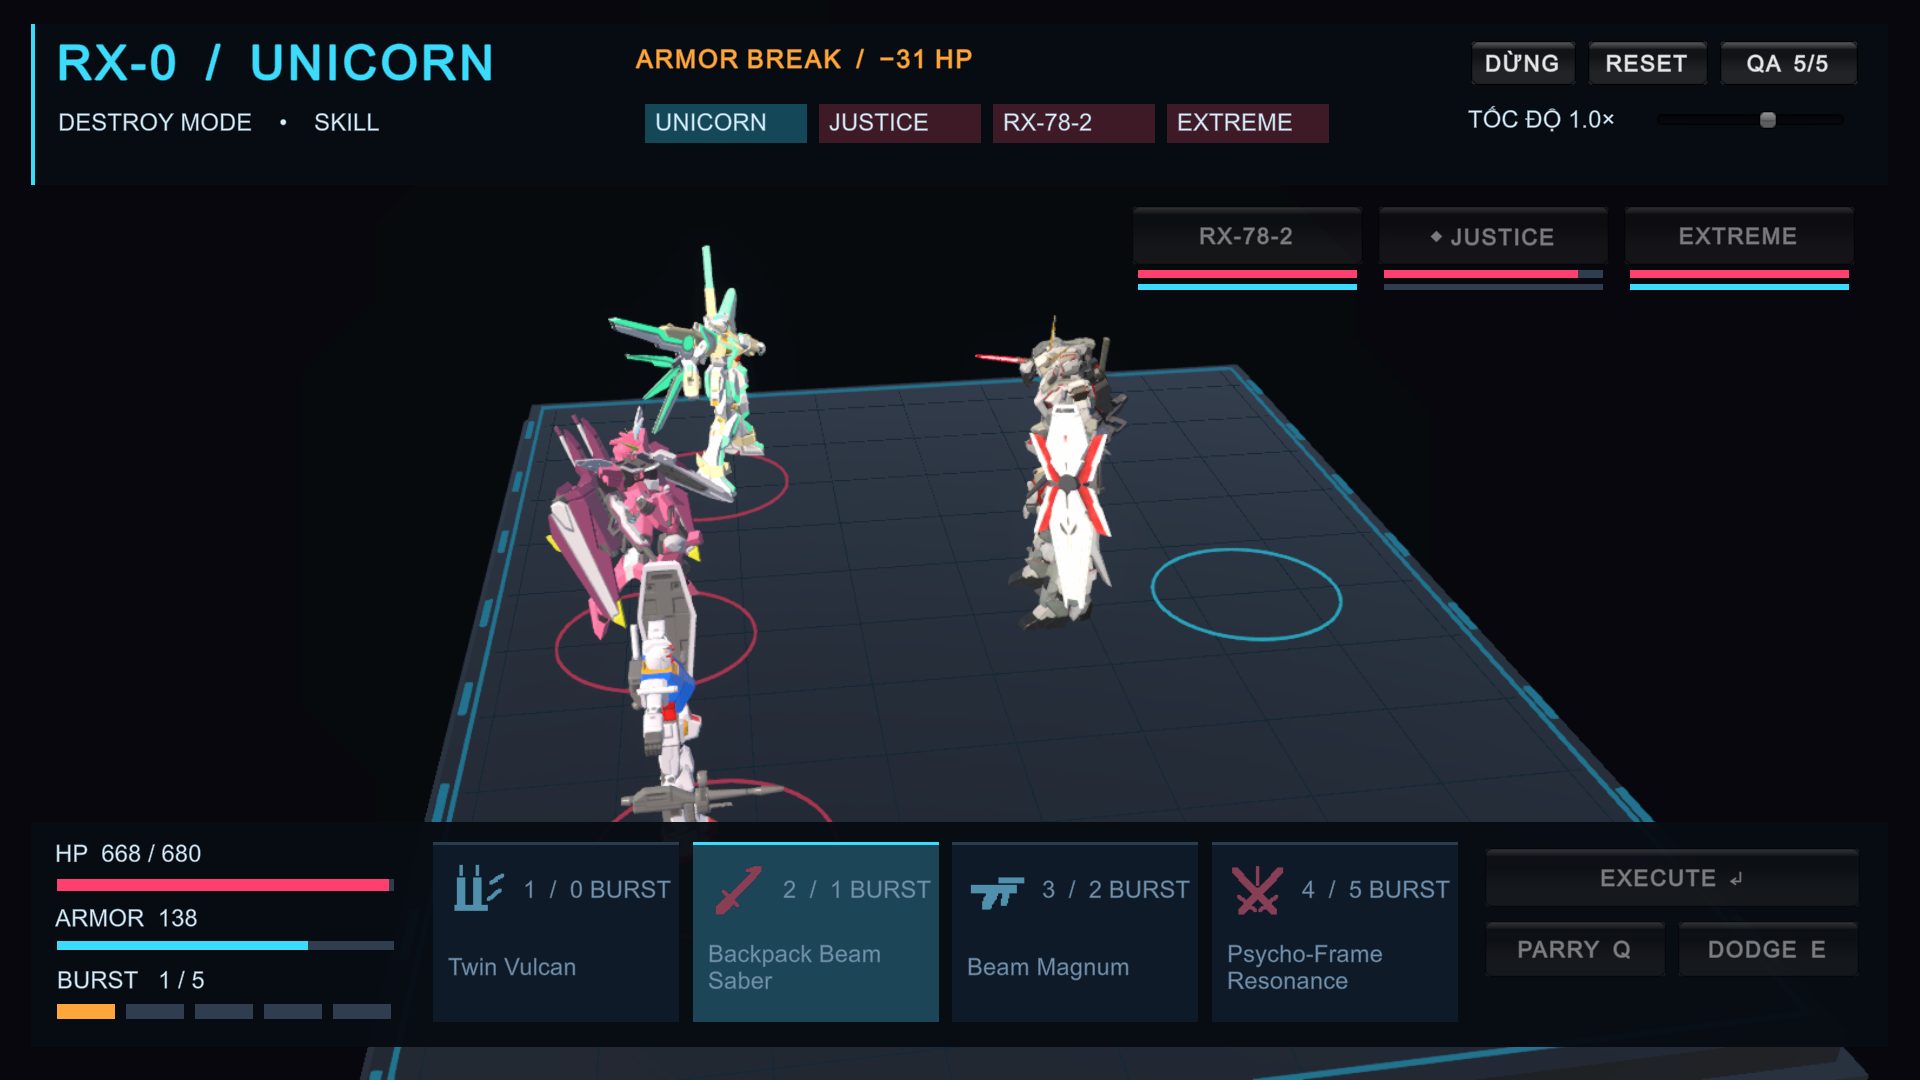 RX-0 / UNICORN
DESTROY MODE • SKILL
ARMOR BREAK / −31 HP
UNICORN JUSTICE RX-78-2 EXTREME
DỪNG RESET QA 5/5
TỐC ĐỘ 1.0×
RX-78-2 ◆ JUSTICE EXTREME
HP 668 / 680
ARMOR 138
BURST 1 / 5
1 / 0 BURST
Twin Vulcan
2 / 1 BURST
Backpack Beam
Saber
3 / 2 BURST
Beam Magnum
4 / 5 BURST
Psycho-Frame
Resonance
EXECUTE ↲
PARRY Q DODGE E